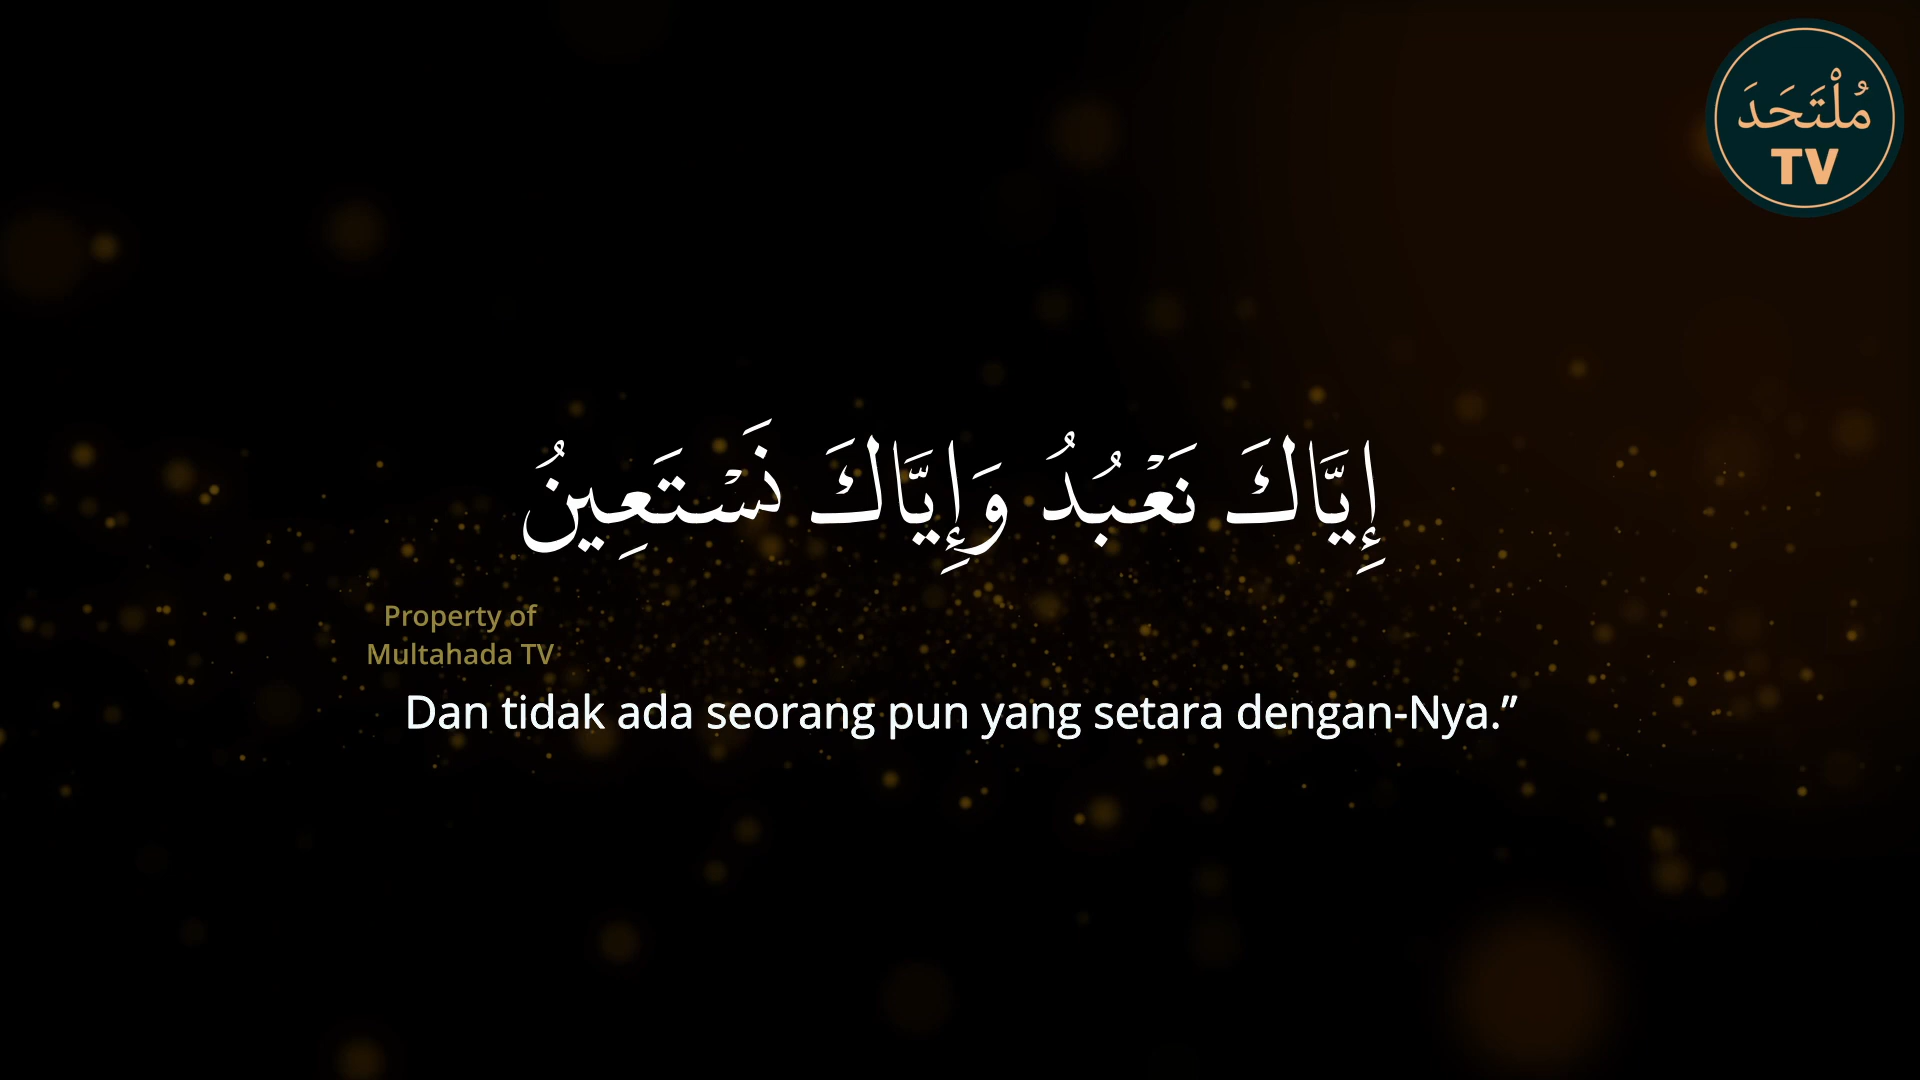 مُلْتَحَدَ
TV
إِيَّاكَ نَعْبُدُ وَإِيَّاكَ نَسْتَعِينُ
Property of
Multahada TV
Dan tidak ada seorang pun yang setara dengan-Nya.”